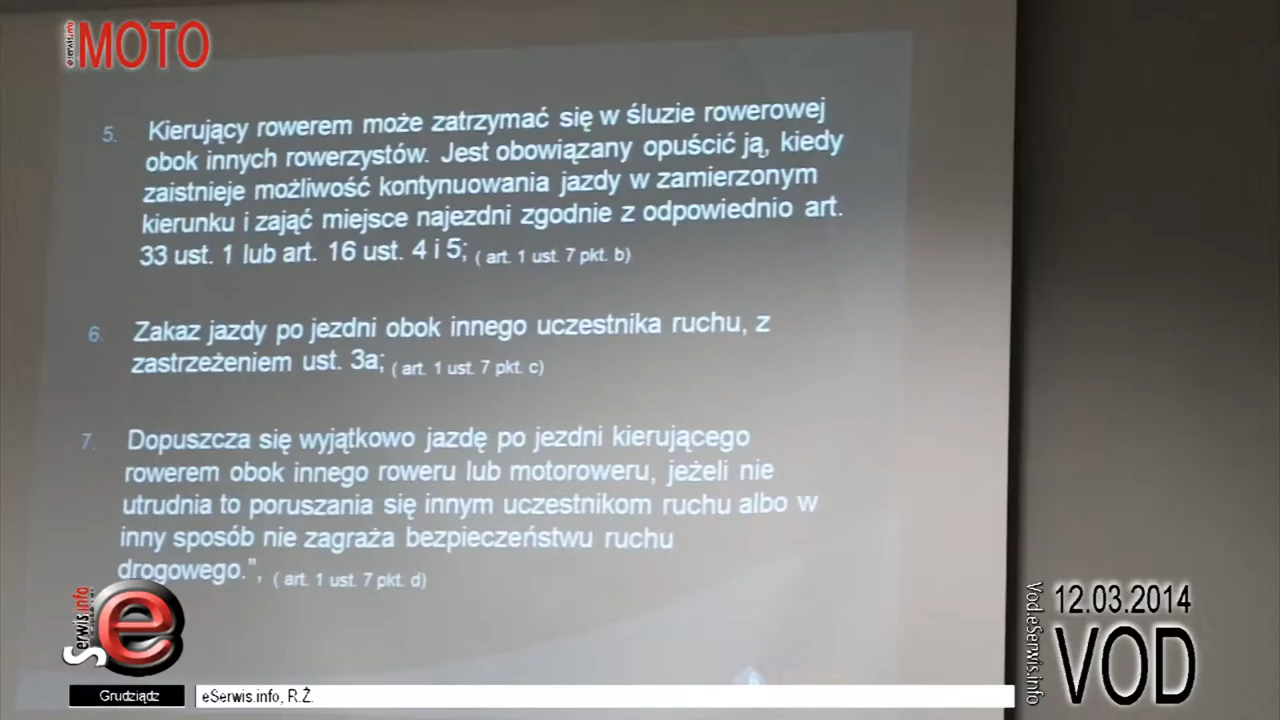 eSerwis.info
MOTO
5. Kierujący rowerem może zatrzymać się w śluzie rowerowej
obok innych rowerzystów. Jest obowiązany opuścić ją, kiedy
zaistnieje możliwość kontynuowania jazdy w zamierzonym
kierunku i zająć miejsce najezdni zgodnie z odpowiednio art.
33 ust. 1 lub art. 16 ust. 4 i 5; ( art. 1 ust. 7 pkt. b)
6. Zakaz jazdy po jezdni obok innego uczestnika ruchu, z
zastrzeżeniem ust. 3a; ( art. 1 ust. 7 pkt. c)
7. Dopuszcza się wyjątkowo jazdę po jezdni kierującego
rowerem obok innego roweru lub motoroweru, jeżeli nie
utrudnia to poruszania się innym uczestnikom ruchu albo w
inny sposób nie zagraża bezpieczeństwu ruchu
drogowego.", ( art. 1 ust. 7 pkt. d)
Serwis.info
e
Grudziądz
eSerwis.info, R.Ż.
Vod.eSerwis.info
12.03.2014
VOD